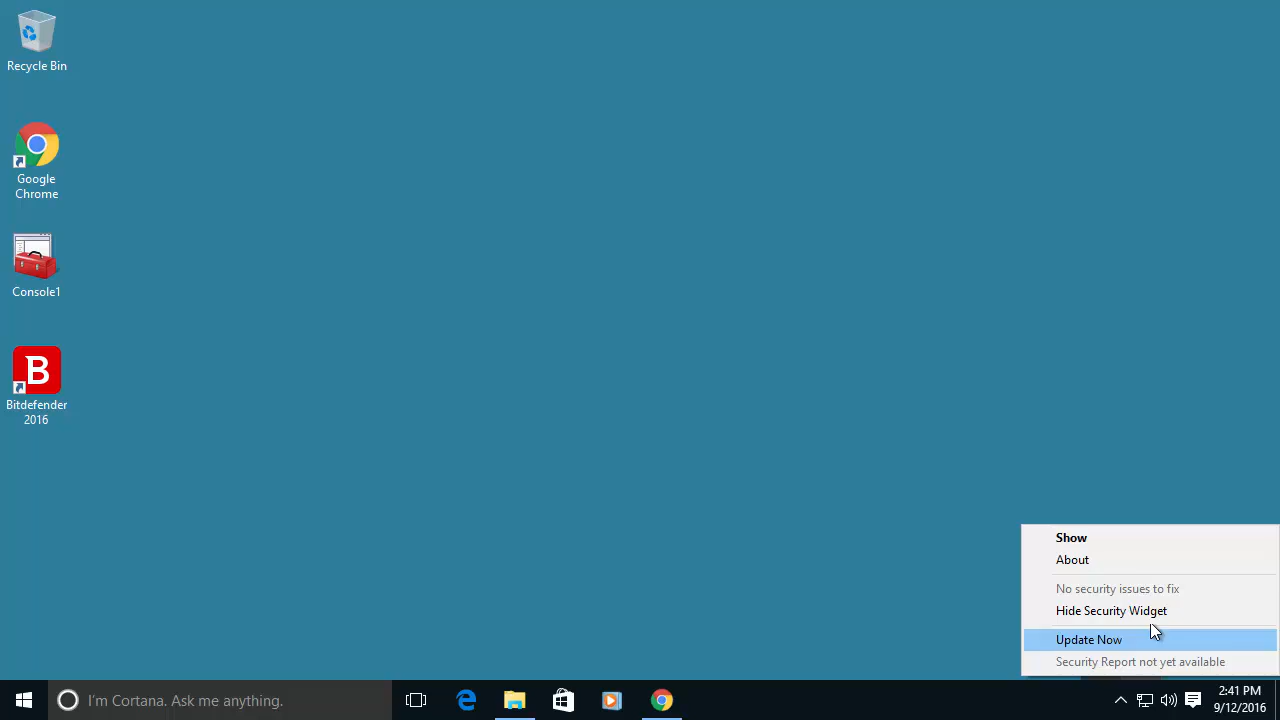 Recycle Bin
Google
Chrome
Console1
B
Bitdefender
2016
Show
About
No security issues to fix
Hide Security Widget
Update Now
Security Report not yet available
I'm Cortana. Ask me anything.
2:41 PM
9/12/2016